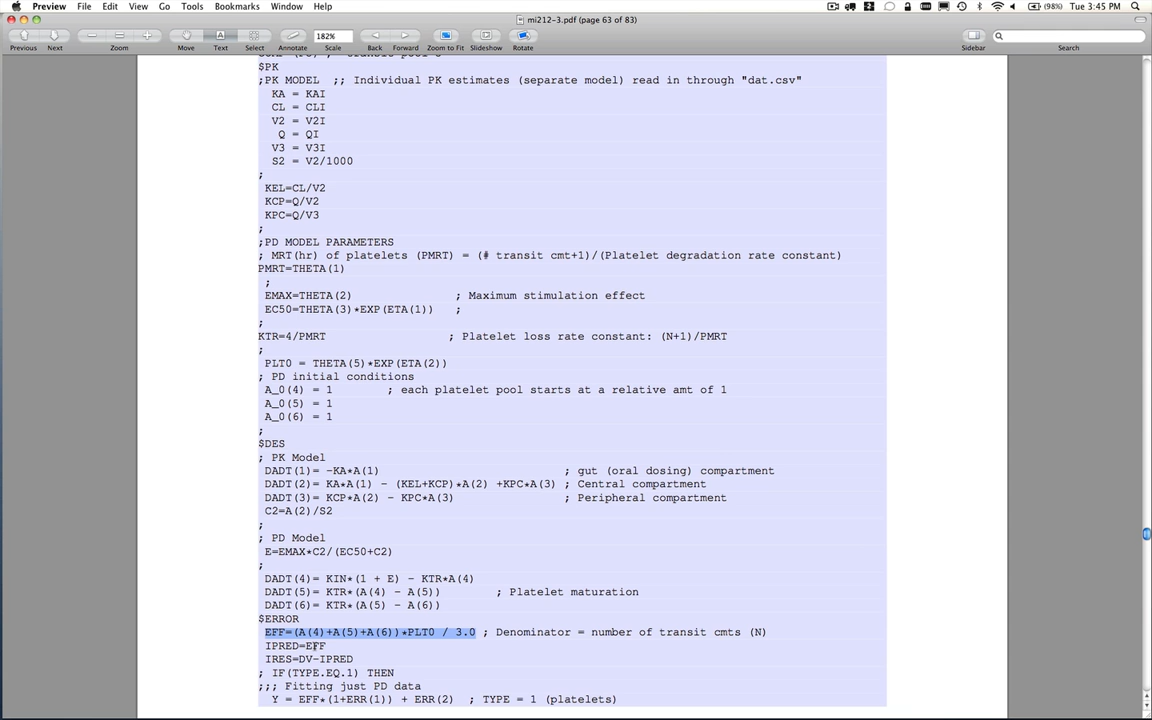 Preview File Edit View Go Tools Bookmarks Window Help (98%) Tue 3:45 PM
mi212-3.pdf (page 63 of 83)
182%
Previous Next Zoom Move Text Select Annotate Scale Back Forward Zoom to Fit Slideshow Rotate Sidebar Search
$PK
;PK MODEL ;; Individual PK estimates (separate model) read in through "dat.csv"
KA = KAI
CL = CLI
V2 = V2I
Q = QI
V3 = V3I
S2 = V2/1000
;
KEL=CL/V2
KCP=Q/V2
KPC=Q/V3
;
;PD MODEL PARAMETERS
; MRT(hr) of platelets (PMRT) = (# transit cmt+1)/(Platelet degradation rate constant)
PMRT=THETA(1)
;
EMAX=THETA(2) ; Maximum stimulation effect
EC50=THETA(3)*EXP(ETA(1)) ;
;
KTR=4/PMRT ; Platelet loss rate constant: (N+1)/PMRT
;
PLT0 = THETA(5)*EXP(ETA(2))
; PD initial conditions
A_0(4) = 1 ; each platelet pool starts at a relative amt of 1
A_0(5) = 1
A_0(6) = 1
;
$DES
; PK Model
DADT(1)= -KA*A(1) ; gut (oral dosing) compartment
DADT(2)= KA*A(1) - (KEL+KCP)*A(2) +KPC*A(3) ; Central compartment
DADT(3)= KCP*A(2) - KPC*A(3) ; Peripheral compartment
C2=A(2)/S2
;
; PD Model
E=EMAX*C2/(EC50+C2)
;
DADT(4)= KIN*(1 + E) - KTR*A(4)
DADT(5)= KTR*(A(4) - A(5)) ; Platelet maturation
DADT(6)= KTR*(A(5) - A(6))
$ERROR
EFF=(A(4)+A(5)+A(6))*PLT0 / 3.0 ; Denominator = number of transit cmts (N)
IPRED=EFF
IRES=DV-IPRED
; IF(TYPE.EQ.1) THEN
;;; Fitting just PD data
Y = EFF*(1+ERR(1)) + ERR(2) ; TYPE = 1 (platelets)